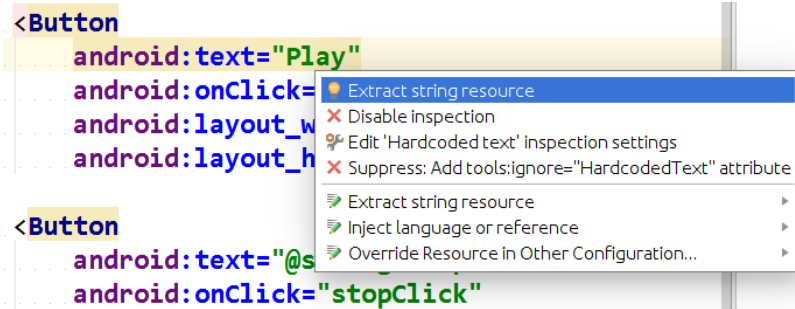 <Button
android:text="Play"
android:onClick=
Extract string resource
android:layout_w
Disable inspection
Edit 'Hardcoded text' inspection settings
android:layout_h
Suppress: Add tools:ignore="HardcodedText" attribute
Extract string resource
<Button
Inject language or reference
android:text="@s
Override Resource in Other Configuration...
android:onClick="stopClick"